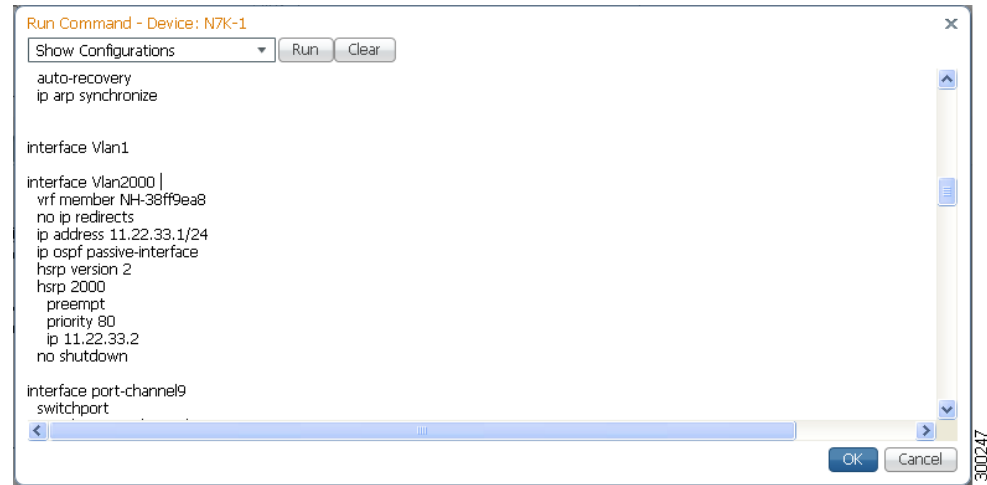 Run Command - Device: N7K-1
Show Configurations
Run
Clear
auto-recovery
ip arp synchronize
interface Vlan1
interface Vlan2000
vrf member NH-38ff9ea8
no ip redirects
ip address 11.22.33.1/24
ip ospf passive-interface
hsrp version 2
hsrp 2000
preempt
priority 80
ip 11.22.33.2
no shutdown
interface port-channel9
switchport
OK
Cancel
300247